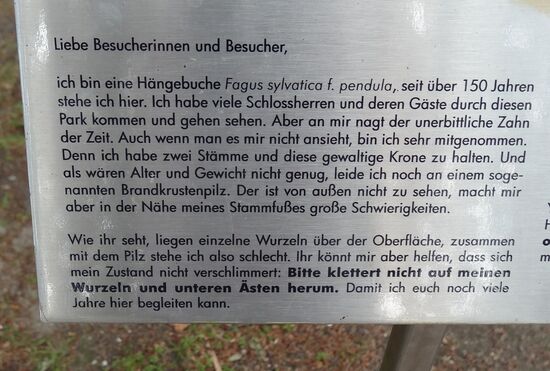 Liebe Besucherinnen und Besucher,
ich bin eine Hängebuche Fagus sylvatica f. pendula, seit über 150 Jahren
stehe ich hier. Ich habe viele Schlossherren und deren Gäste durch diesen
Park kommen und gehen sehen. Aber an mir nagt der unerbittliche Zahn
der Zeit. Auch wenn man es mir nicht ansieht, bin ich sehr mitgenommen.
Denn ich habe zwei Stämme und diese gewaltige Krone zu halten. Und
als wären Alter und Gewicht nicht genug, leide ich noch an einem soge-
nannten Brandkrustenpilz. Der ist von außen nicht zu sehen, macht mir
aber in der Nähe meines Stammfußes große Schwierigkeiten.
Wie ihr seht, liegen einzelne Wurzeln über der Oberfläche, zusammen
mit dem Pilz stehe ich also schlecht. Ihr könnt mir aber helfen, dass sich
mein Zustand nicht verschlimmert: Bitte klettert nicht auf meinen
Wurzeln und unteren Ästen herum. Damit ich euch noch viele
Jahre hier begleiten kann.